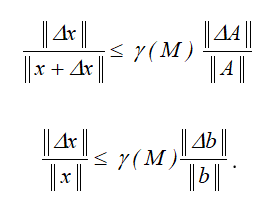 ‖Δx‖ / ‖x + Δx‖ ≤ γ(M) ‖ΔA‖ / ‖A‖
‖Δx‖ / ‖x‖ ≤ γ(M) ‖Δb‖ / ‖b‖ .